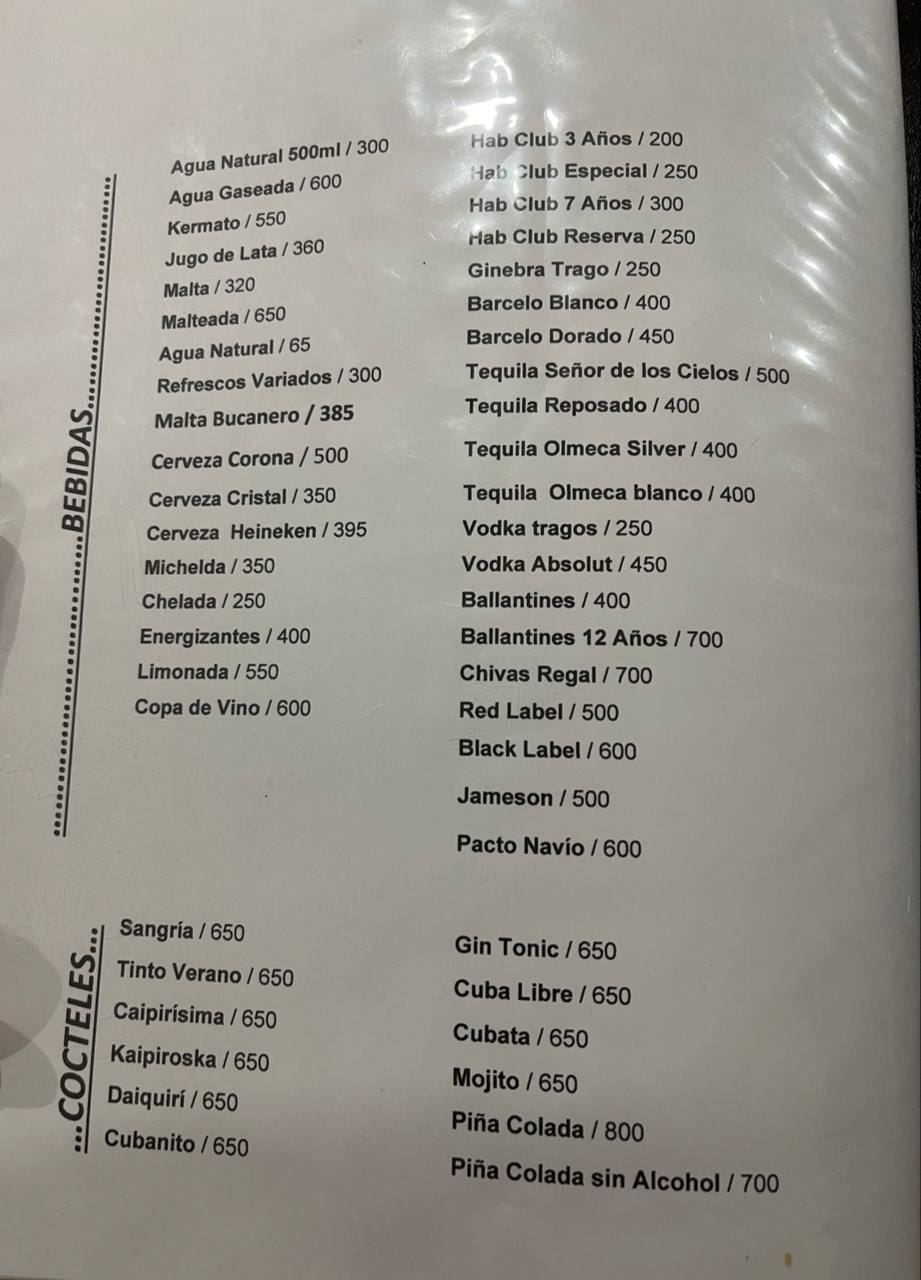 ...BEBIDAS...
Agua Natural 500ml / 300
Agua Gaseada / 600
Kermato / 550
Jugo de Lata / 360
Malta / 320
Malteada / 650
Agua Natural / 65
Refrescos Variados / 300
Malta Bucanero / 385
Cerveza Corona / 500
Cerveza Cristal / 350
Cerveza Heineken / 395
Michelda / 350
Chelada / 250
Energizantes / 400
Limonada / 550
Copa de Vino / 600
Hab Club 3 Años / 200
Hab Club Especial / 250
Hab Club 7 Años / 300
Hab Club Reserva / 250
Ginebra Trago / 250
Barcelo Blanco / 400
Barcelo Dorado / 450
Tequila Señor de los Cielos / 500
Tequila Reposado / 400
Tequila Olmeca Silver / 400
Tequila Olmeca blanco / 400
Vodka tragos / 250
Vodka Absolut / 450
Ballantines / 400
Ballantines 12 Años / 700
Chivas Regal / 700
Red Label / 500
Black Label / 600
Jameson / 500
Pacto Navío / 600
...COCTELES...
Sangría / 650
Tinto Verano / 650
Caipirísima / 650
Kaipiroska / 650
Daiquirí / 650
Cubanito / 650
Gin Tonic / 650
Cuba Libre / 650
Cubata / 650
Mojito / 650
Piña Colada / 800
Piña Colada sin Alcohol / 700